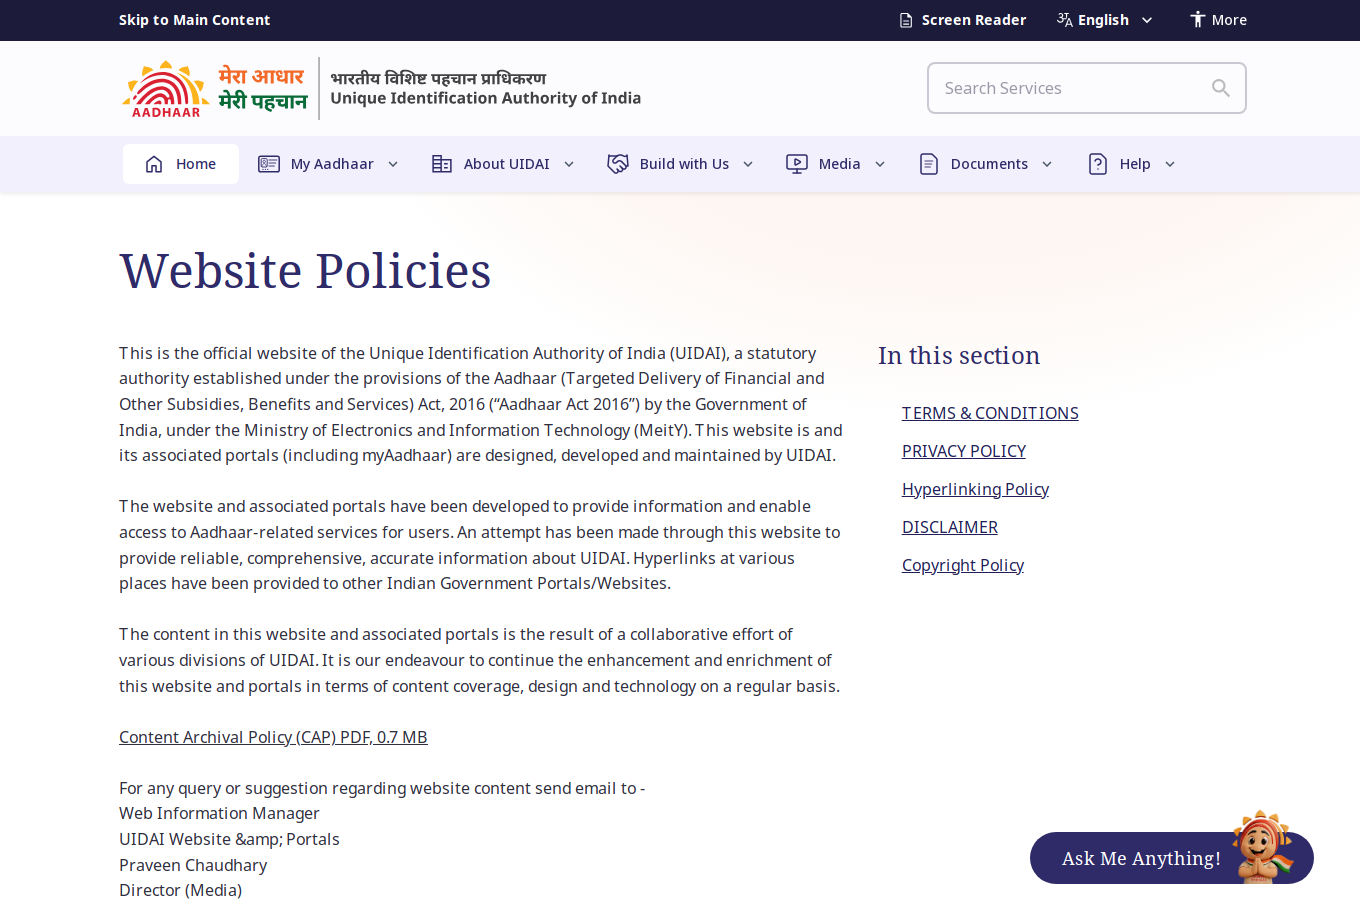 Skip to Main Content
Screen Reader
English
More
मेरा आधार
मेरी पहचान
AADHAAR
भारतीय विशिष्ट पहचान प्राधिकरण
Unique Identification Authority of India
Search Services
Home
My Aadhaar
About UIDAI
Build with Us
Media
Documents
Help
Website Policies
This is the official website of the Unique Identification Authority of India (UIDAI), a statutory
authority established under the provisions of the Aadhaar (Targeted Delivery of Financial and
Other Subsidies, Benefits and Services) Act, 2016 (“Aadhaar Act 2016”) by the Government of
India, under the Ministry of Electronics and Information Technology (MeitY). This website is and
its associated portals (including myAadhaar) are designed, developed and maintained by UIDAI.
The website and associated portals have been developed to provide information and enable
access to Aadhaar-related services for users. An attempt has been made through this website to
provide reliable, comprehensive, accurate information about UIDAI. Hyperlinks at various
places have been provided to other Indian Government Portals/Websites.
The content in this website and associated portals is the result of a collaborative effort of
various divisions of UIDAI. It is our endeavour to continue the enhancement and enrichment of
this website and portals in terms of content coverage, design and technology on a regular basis.
Content Archival Policy (CAP) PDF, 0.7 MB
For any query or suggestion regarding website content send email to -
Web Information Manager
UIDAI Website &amp; Portals
Praveen Chaudhary
Director (Media)
In this section
TERMS & CONDITIONS
PRIVACY POLICY
Hyperlinking Policy
DISCLAIMER
Copyright Policy
Ask Me Anything!